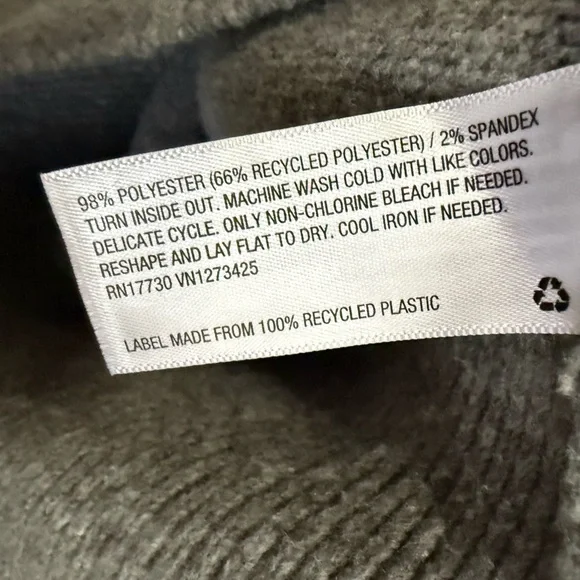 98% POLYESTER (66% RECYCLED POLYESTER) / 2% SPANDEX
TURN INSIDE OUT. MACHINE WASH COLD WITH LIKE COLORS.
DELICATE CYCLE. ONLY NON-CHLORINE BLEACH IF NEEDED.
RESHAPE AND LAY FLAT TO DRY. COOL IRON IF NEEDED.
RN17730 VN1273425
LABEL MADE FROM 100% RECYCLED PLASTIC